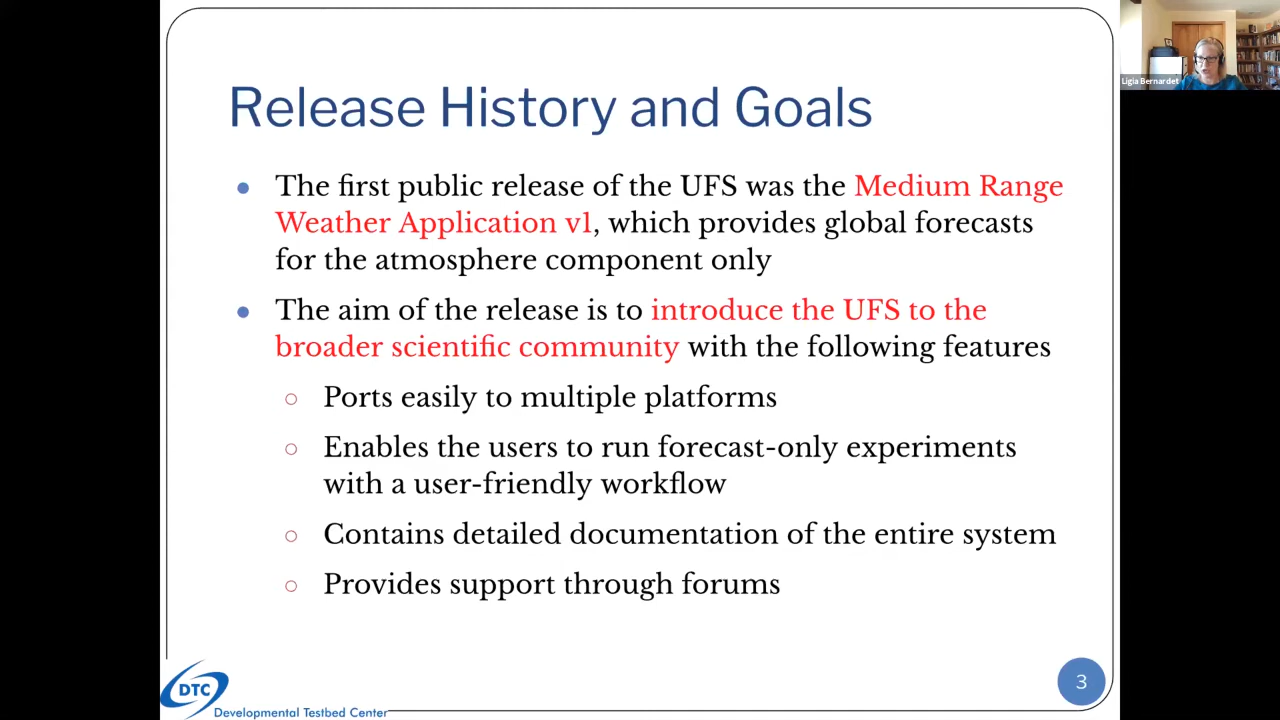 Release History and Goals
Ligia Bernardet
● The first public release of the UFS was the Medium Range
Weather Application v1, which provides global forecasts
for the atmosphere component only
● The aim of the release is to introduce the UFS to the
broader scientific community with the following features
○ Ports easily to multiple platforms
○ Enables the users to run forecast-only experiments
with a user-friendly workflow
○ Contains detailed documentation of the entire system
○ Provides support through forums
DTC
Developmental Testbed Center
3